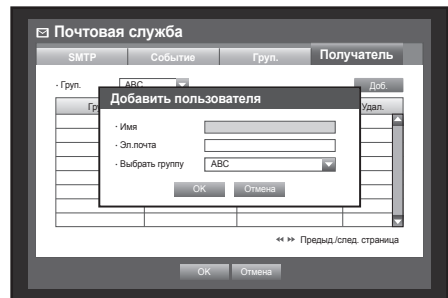 Почтовая служба
SMTP Событие Груп. Получатель
· Груп. ABC Доб.
Гр Удал.
Добавить пользователя
· Имя
· Эл.почта
· Выбрать группу ABC
OK Отмена
Предыд./след. страница
OK Отмена